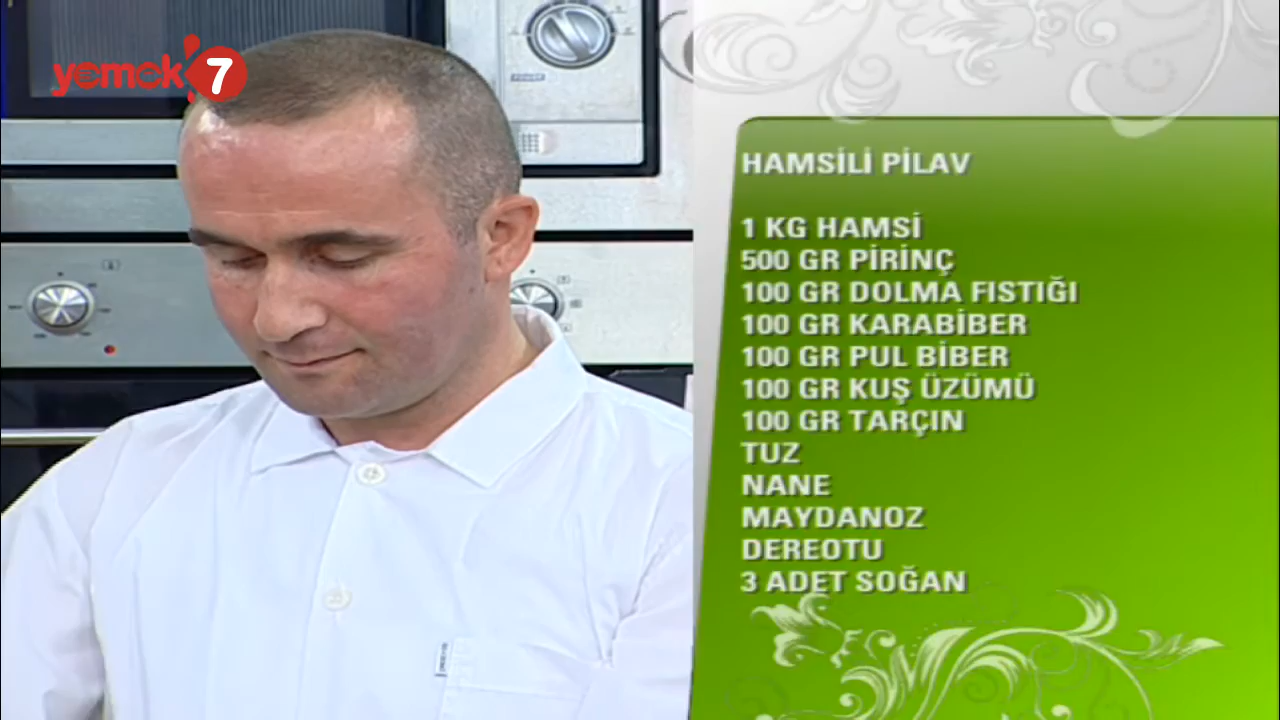 yemek 7
HAMSİLİ PİLAV
1 KG HAMSİ
500 GR PİRİNÇ
100 GR DOLMA FISTIĞI
100 GR KARABİBER
100 GR PUL BİBER
100 GR KUŞ ÜZÜMÜ
100 GR TARÇIN
TUZ
NANE
MAYDANOZ
DEREOTU
3 ADET SOĞAN